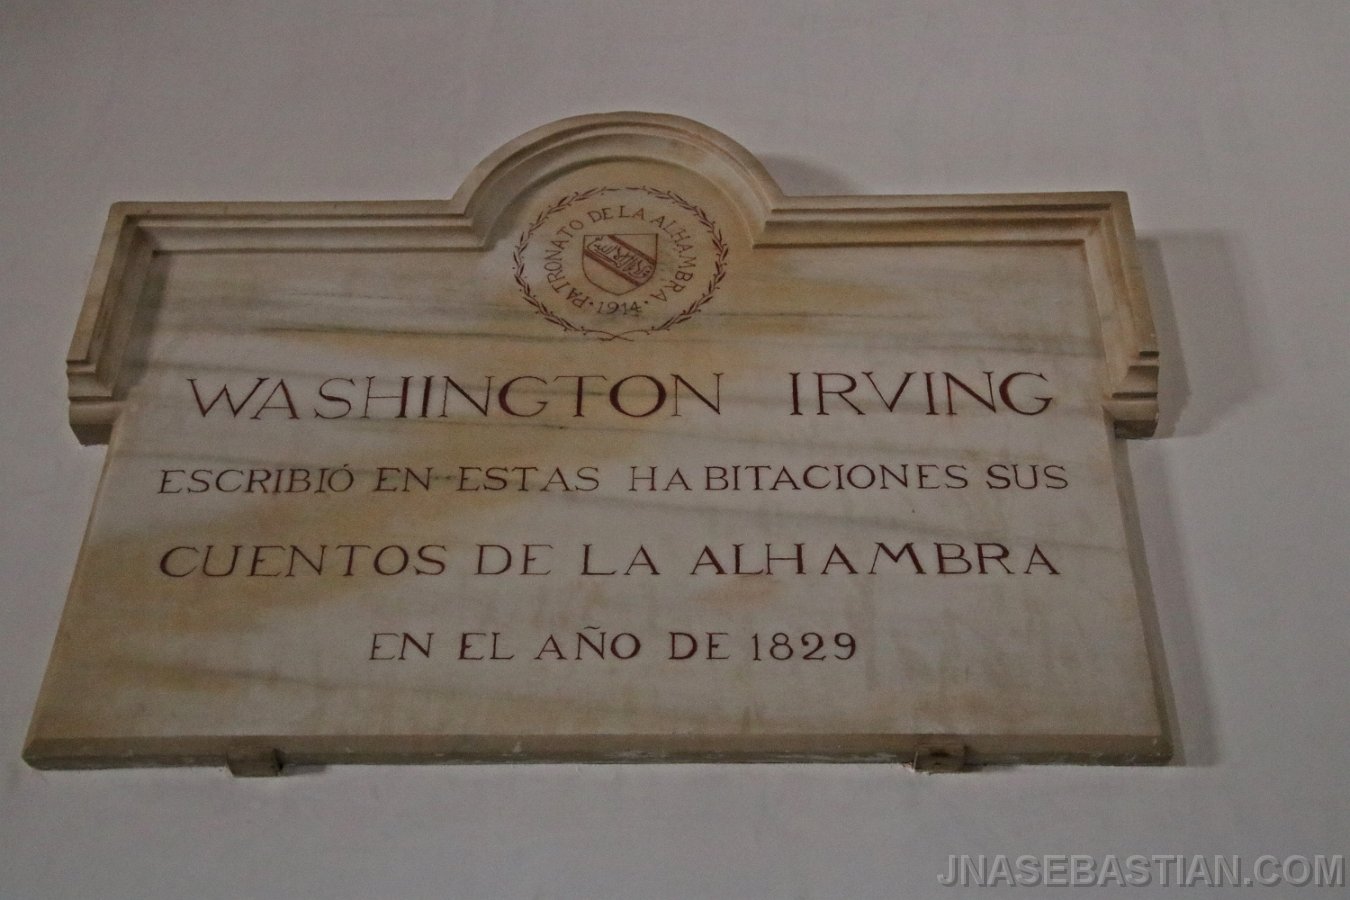 PATRONATO DE LA ALHAMBRA
·1914·
WASHINGTON IRVING
ESCRIBIÓ EN ESTAS HABITACIONES SUS
CUENTOS DE LA ALHAMBRA
EN EL AÑO DE 1829
JNASEBASTIAN.COM